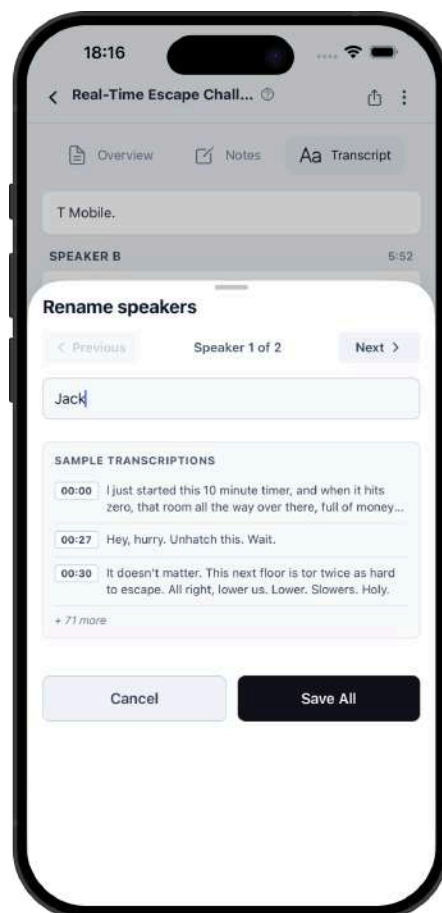 18:16
Real-Time Escape Chall...
Overview
Notes
Aa Transcript
T Mobile.
SPEAKER B 5:52
Rename speakers
< Previous
Speaker 1 of 2
Next >
Jack
SAMPLE TRANSCRIPTIONS
00:00 I just started this 10 minute timer, and when it hits
zero, that room all the way over there, full of money...
00:27 Hey, hurry. Unhatch this. Wait.
00:30 It doesn't matter. This next floor is tor twice as hard
to escape. All right, lower us. Lower. Slowers. Holy.
+ 71 more
Cancel
Save All